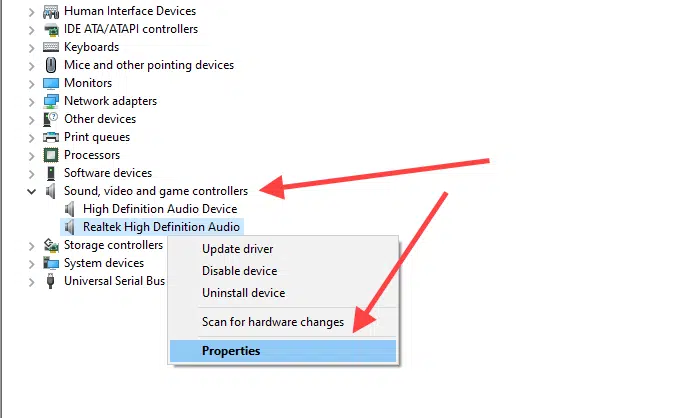 Human Interface Devices
IDE ATA/ATAPI controllers
Keyboards
Mice and other pointing devices
Monitors
Network adapters
Other devices
Print queues
Processors
Software devices
Sound, video and game controllers
High Definition Audio Device
Realtek High Definition Audio
Storage controllers
System devices
Universal Serial Bus
Update driver
Disable device
Uninstall device
Scan for hardware changes
Properties